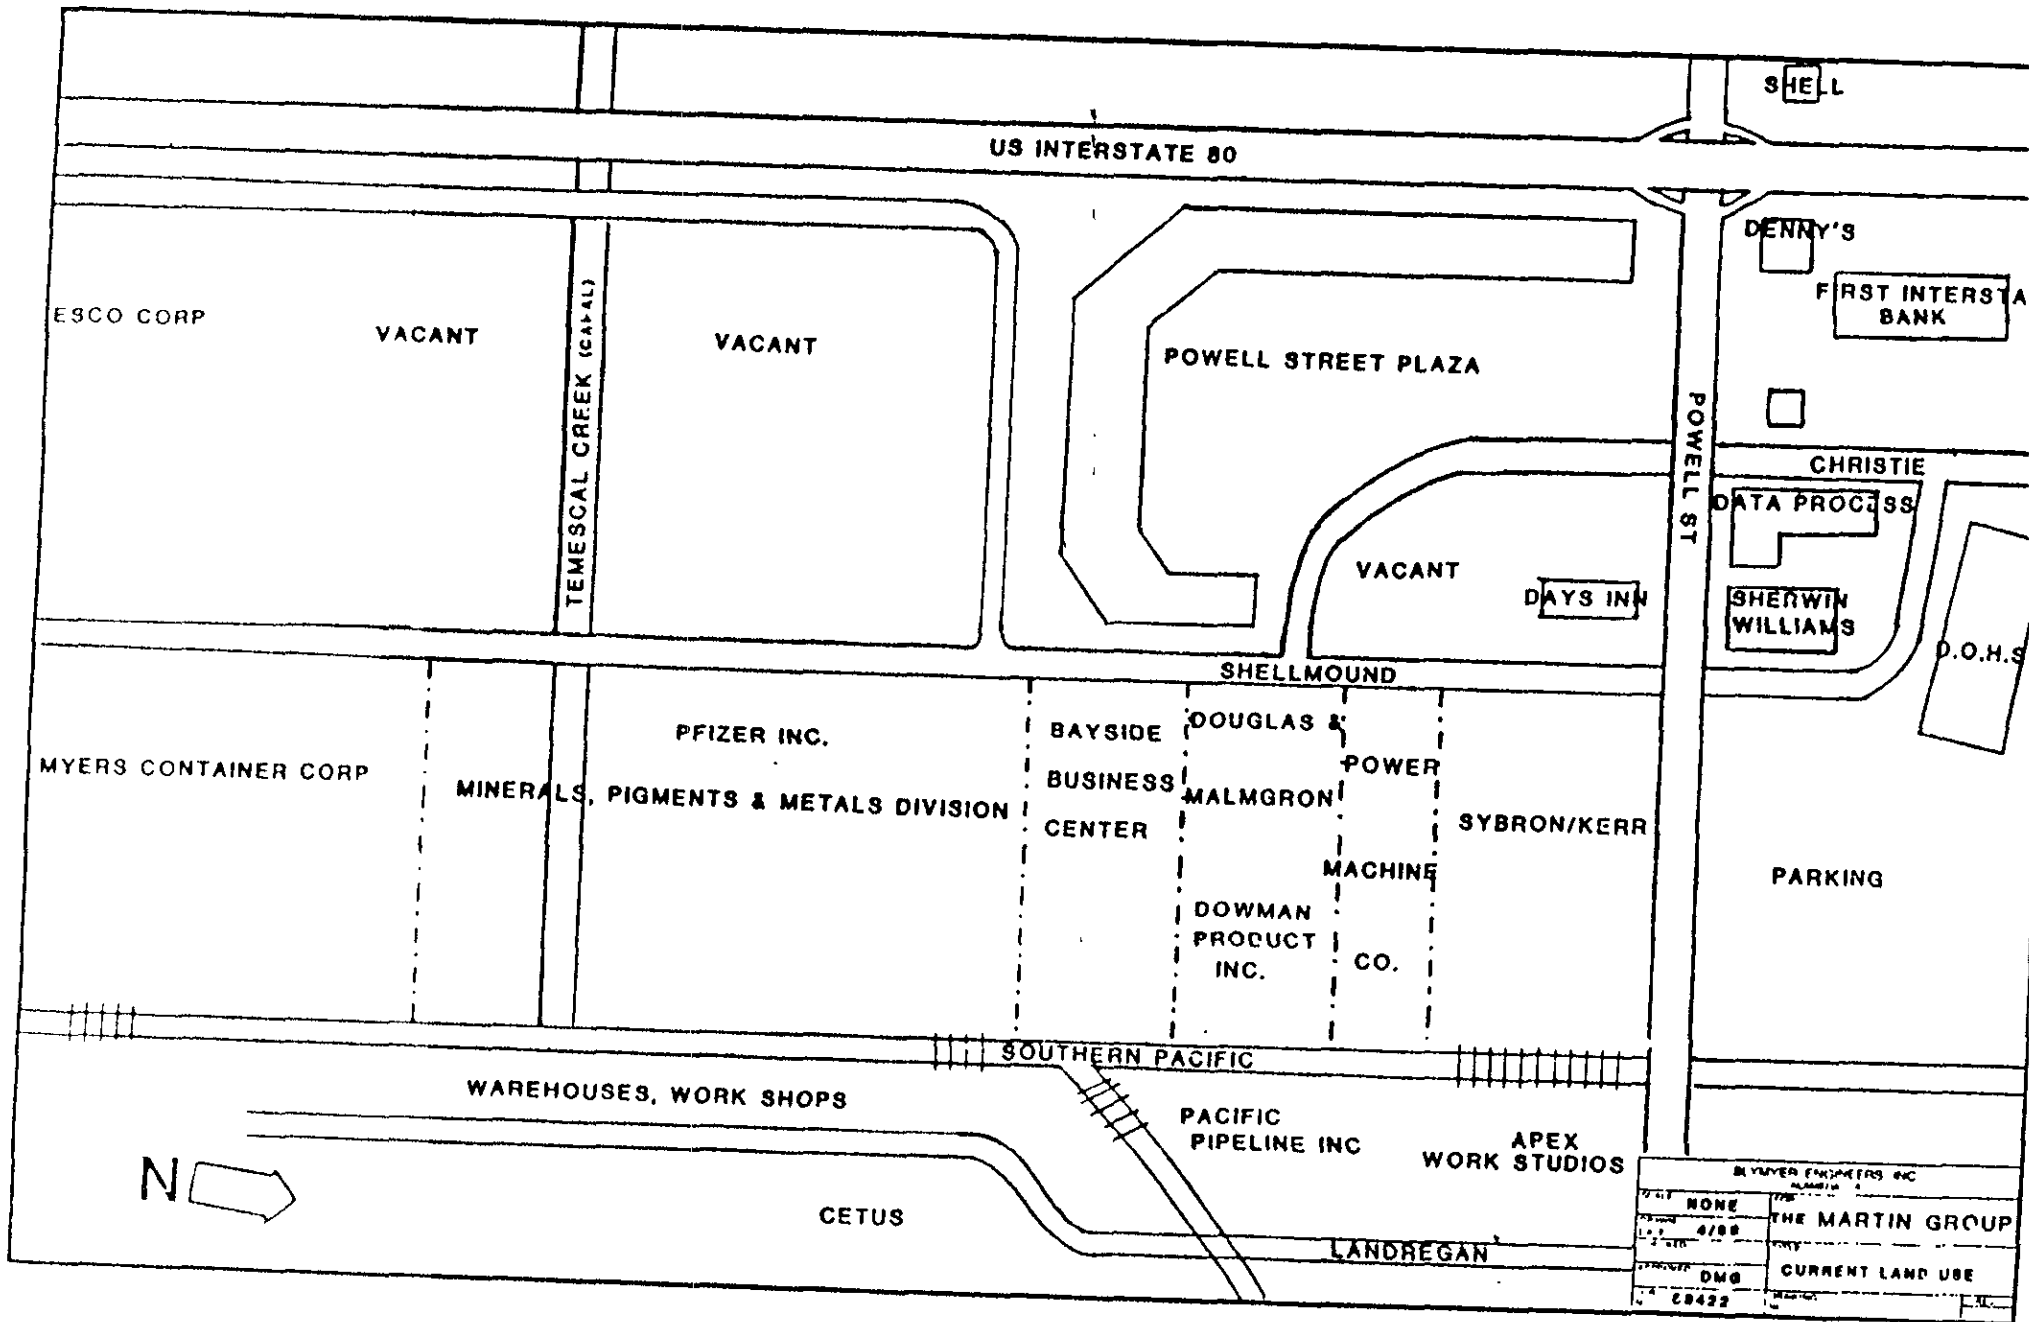 SHELL
US INTERSTATE 80
DENNY'S
FIRST INTERSTA
BANK
ESCO CORP
VACANT
TEMESCAL CREEK
VACANT
POWELL STREET PLAZA
POWELL ST
CHRISTIE
DATA PROCESS
VACANT
DAYS INN
SHERWIN
WILLIAMS
D.O.H.S
SHELLMOUND
MYERS CONTAINER CORP
PFIZER INC.
MINERALS, PIGMENTS & METALS DIVISION
BAYSIDE
BUSINESS
CENTER
DOUGLAS &
MALMGRON
DOWMAN
PRODUCT
INC.
POWER
MACHINE
CO.
SYBRON/KERR
PARKING
SOUTHERN PACIFIC
WAREHOUSES, WORK SHOPS
PACIFIC
PIPELINE INC
APEX
WORK STUDIOS
N
CETUS
LANDREGAN
BLYMYER ENGINEERS INC
NONE
THE MARTIN GROUP
DMG
CURRENT LAND USE